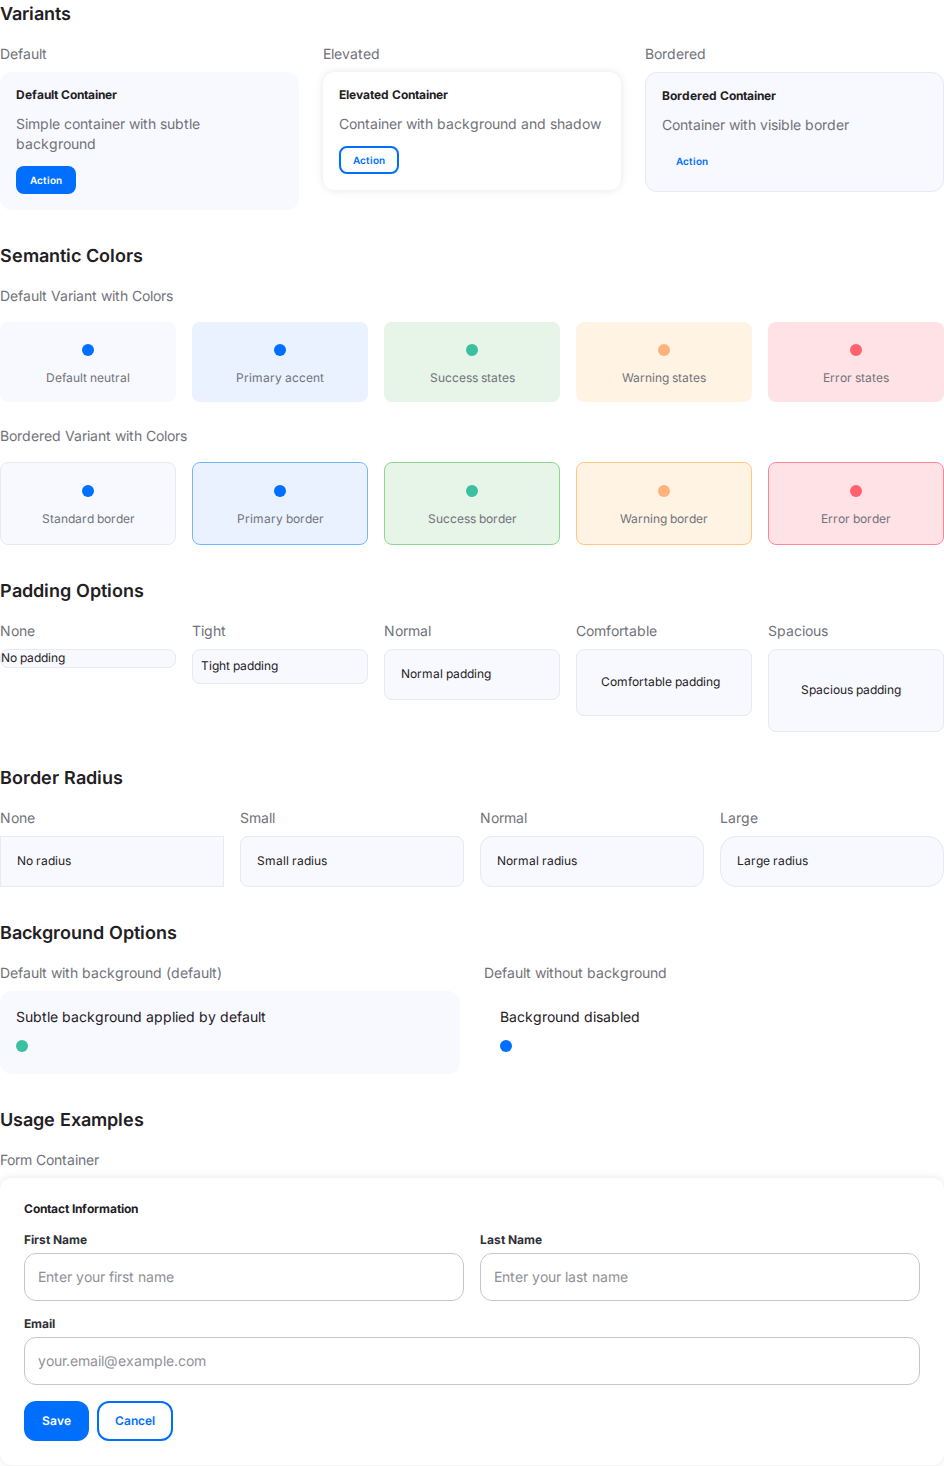 Variants
Default
Elevated
Bordered
Default Container
Simple container with subtle
background
Action
Elevated Container
Container with background and shadow
Action
Bordered Container
Container with visible border
Action
Semantic Colors
Default Variant with Colors
Default neutral
Primary accent
Success states
Warning states
Error states
Bordered Variant with Colors
Standard border
Primary border
Success border
Warning border
Error border
Padding Options
None
Tight
Normal
Comfortable
Spacious
No padding
Tight padding
Normal padding
Comfortable padding
Spacious padding
Border Radius
None
Small
Normal
Large
No radius
Small radius
Normal radius
Large radius
Background Options
Default with background (default)
Default without background
Subtle background applied by default
Background disabled
Usage Examples
Form Container
Contact Information
First Name
Last Name
Enter your first name
Enter your last name
Email
your.email@example.com
Save
Cancel